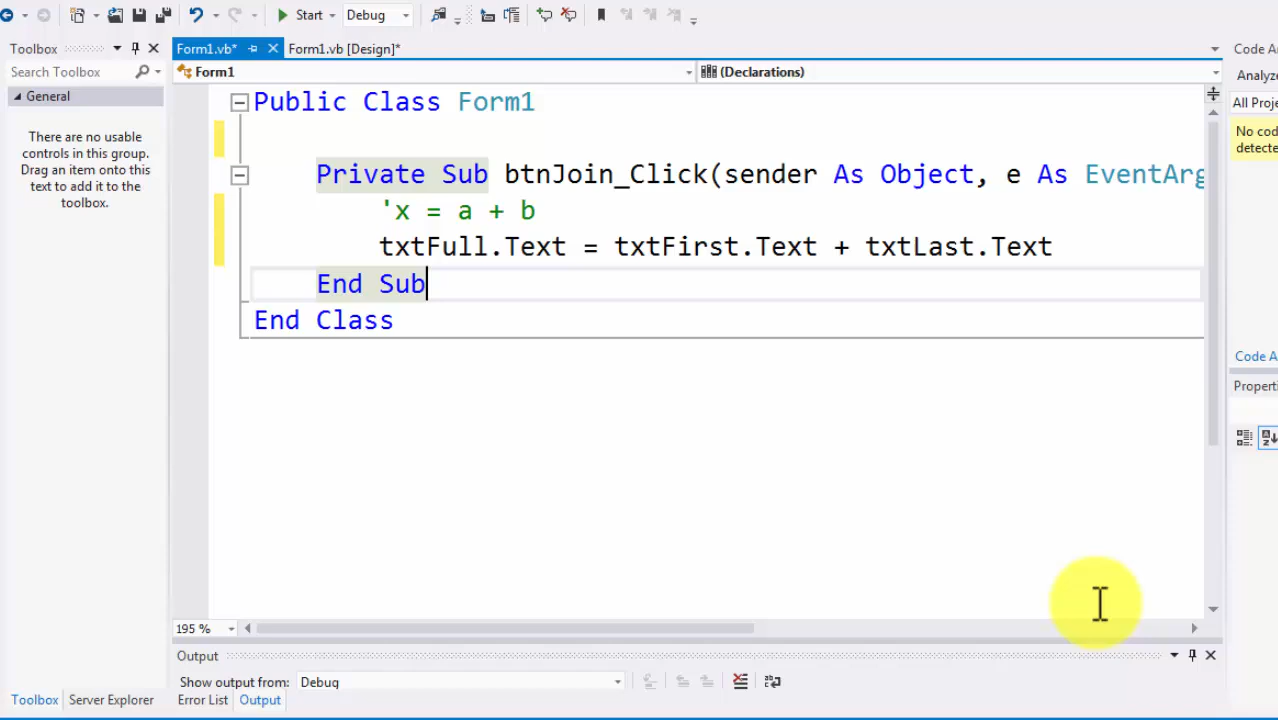 Start Debug
Toolbox
Form1.vb* Form1.vb [Design]*
Code A
Search Toolbox
Form1
(Declarations)
Analyze
General
All Proje
There are no usable
controls in this group.
Drag an item onto this
text to add it to the
toolbox.
No cod
detecte
Public Class Form1
Private Sub btnJoin_Click(sender As Object, e As EventArg
'x = a + b
txtFull.Text = txtFirst.Text + txtLast.Text
End Sub
End Class
Code A
Properti
195 %
Output
Show output from: Debug
Toolbox Server Explorer Error List Output